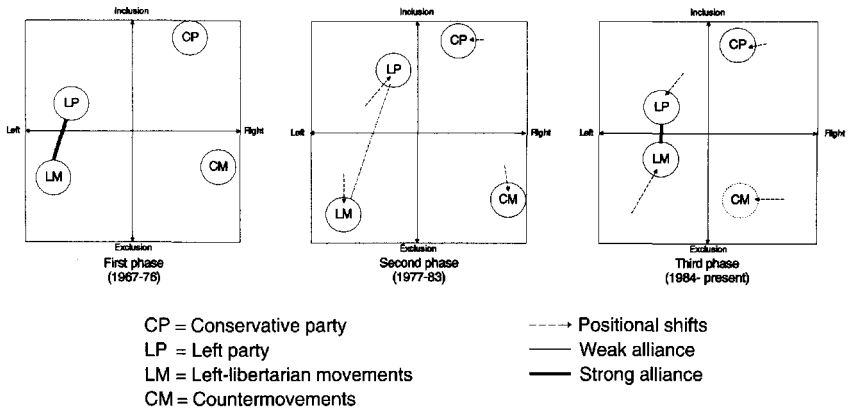 Inclusion
CP
LP
Left
Right
LM
CM
Exclusion
First phase
(1967-76)
Inclusion
CP
LP
Left
Right
LM
CM
Exclusion
Second phase
(1977-83)
Inclusion
CP
LP
Left
Right
LM
CM
Exclusion
Third phase
(1984- present)
CP = Conservative party
LP = Left party
LM = Left-libertarian movements
CM = Countermovements
Positional shifts
Weak alliance
Strong alliance